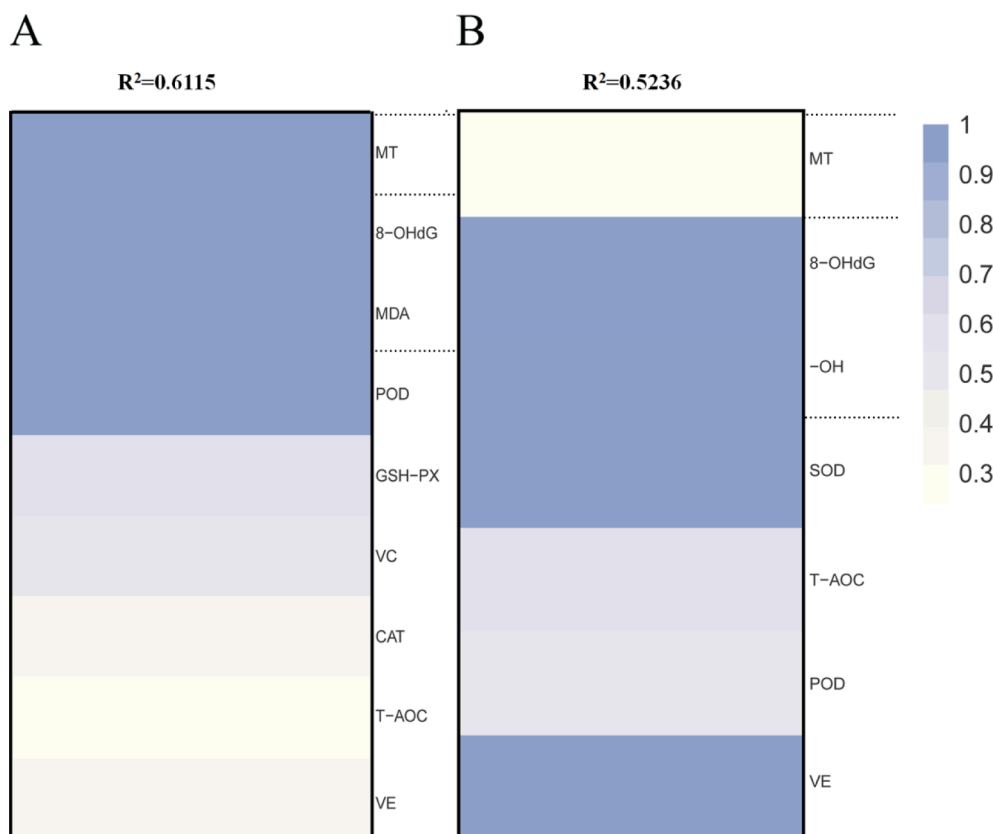 A
B
R²=0.6115
R²=0.5236
MT
8-OHdG
MDA
POD
GSH-PX
VC
CAT
T-AOC
VE
MT
8-OHdG
-OH
SOD
T-AOC
POD
VE
1
0.9
0.8
0.7
0.6
0.5
0.4
0.3